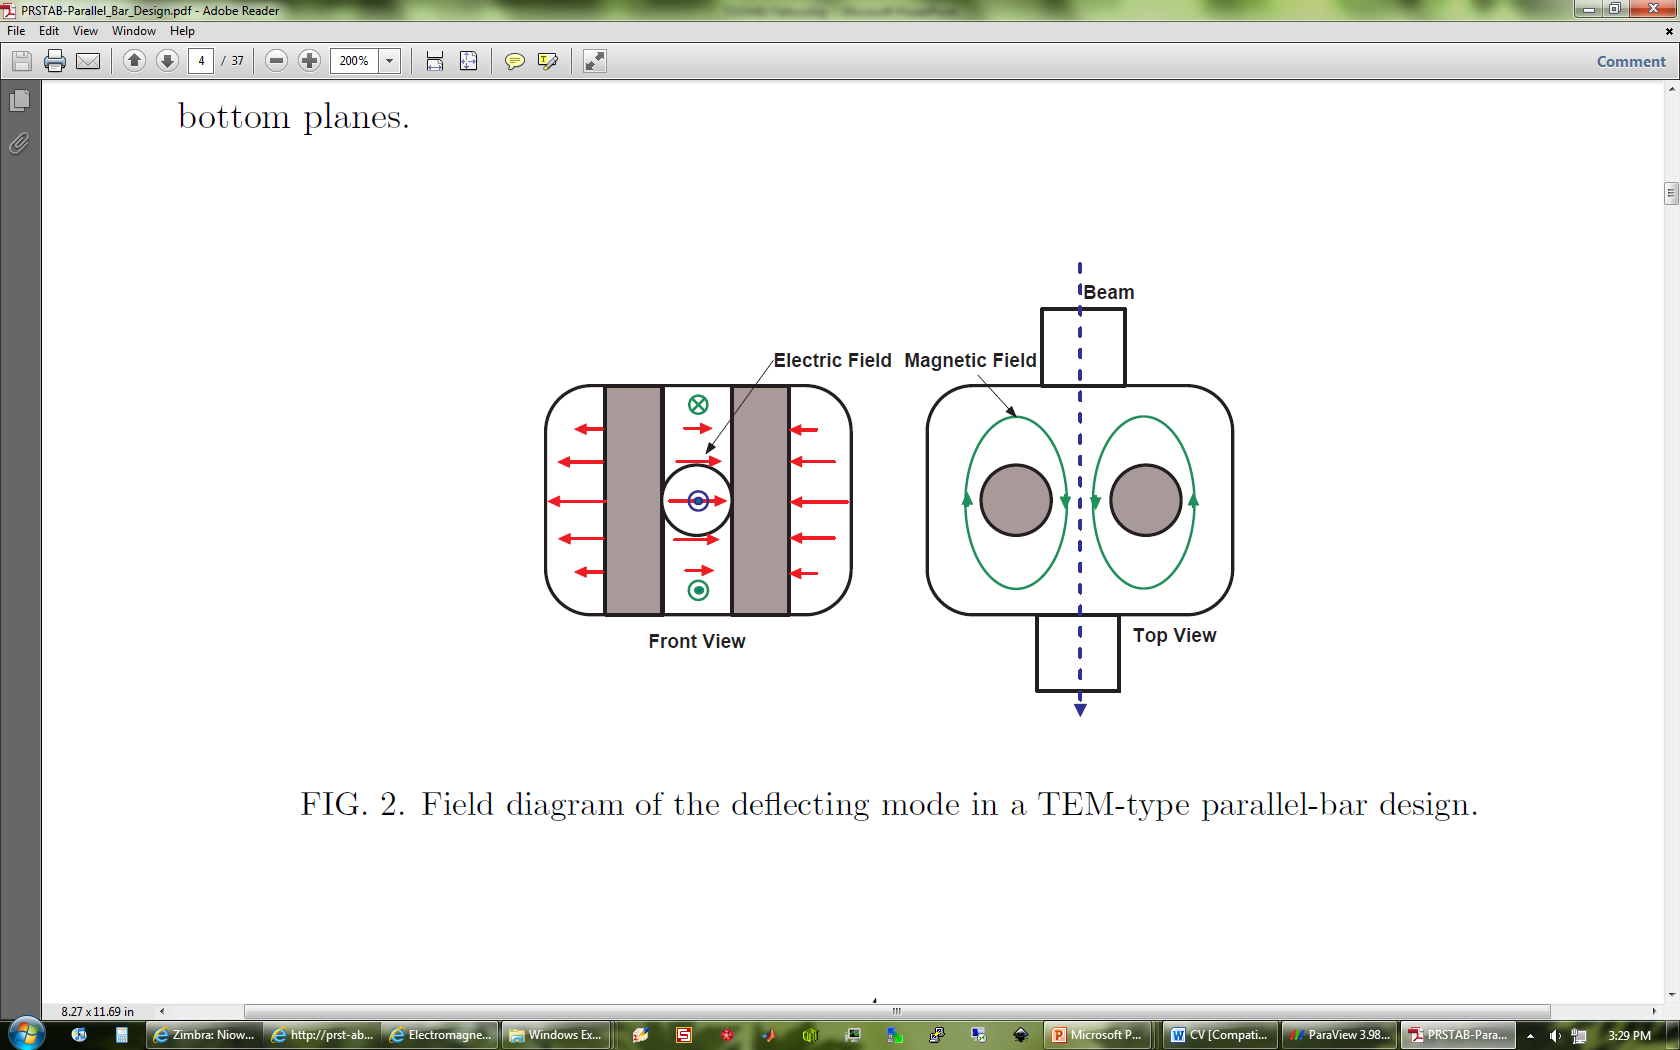 PRSTAB-Parallel_Bar_Design.pdf - Adobe Reader
File Edit View Window Help
4 / 37 200% Comment
bottom planes.
Beam
Electric Field Magnetic Field
Front View
Top View
FIG. 2. Field diagram of the deflecting mode in a TEM-type parallel-bar design.
8.27 x 11.69 in
Zimbra: Niow... http://prst-ab... Electromagne... Windows Ex... Microsoft P... CV [Compati... ParaView 3.98... PRSTAB-Para... 3:29 PM